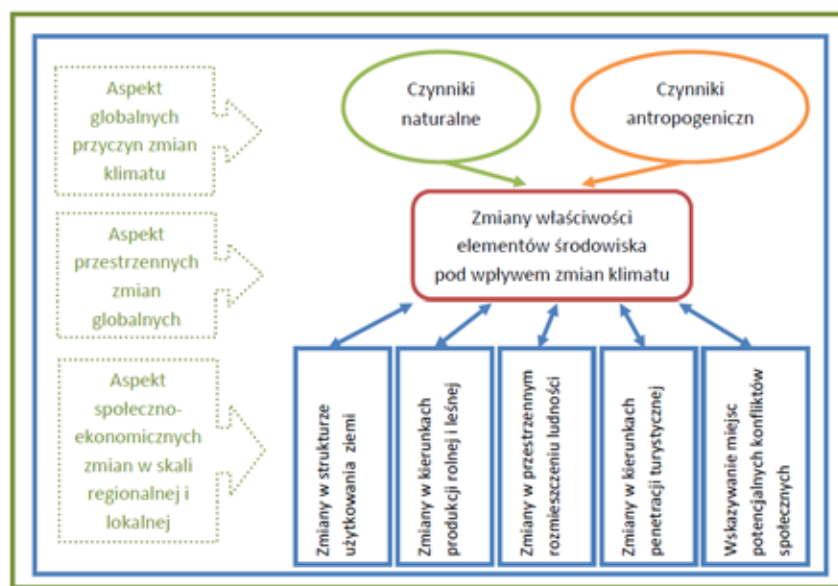 Aspekt
globalnych
przyczyn zmian
klimatu
Czynniki
naturalne
Czynniki
antropogeniczn
Aspekt
przestrzennych
zmian
globalnych
Zmiany właściwości
elementów środowiska
pod wpływem zmian klimatu
Aspekt
społeczno-
ekonomicznych
zmian w skali
regionalnej i
lokalnej
Zmiany w strukturze
użytkowania ziemi
Zmiany w kierunkach
produkcji rolnej i leśnej
Zmiany w przestrzennym
rozmieszczeniu ludności
Zmiany w kierunkach
penetracji turystycznej
Wskazywanie miejsc
potencjalnych konfliktów
społecznych